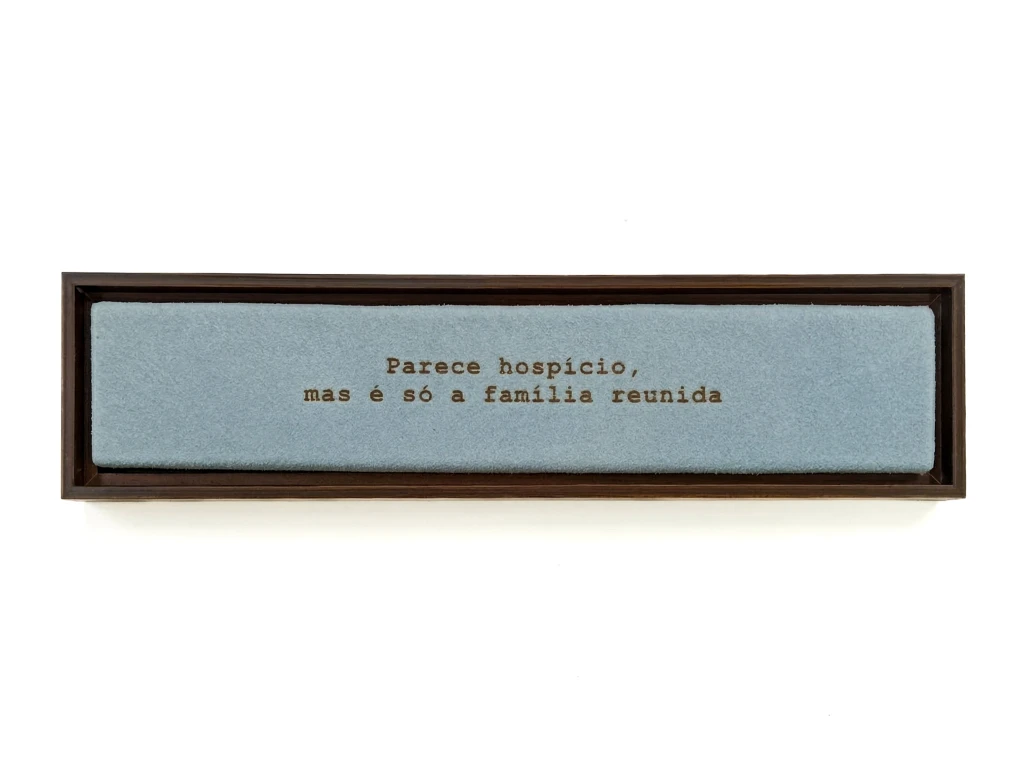 Parece hospício,
mas é só a família reunida